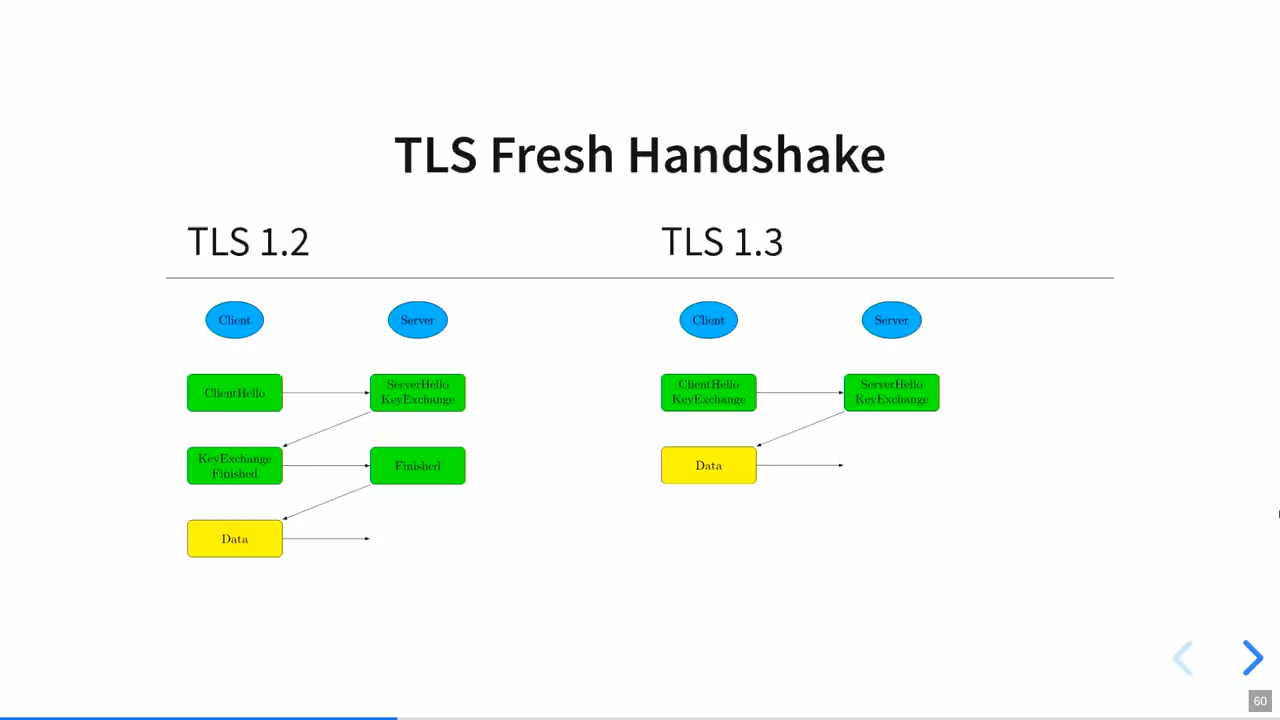 TLS Fresh Handshake
TLS 1.2
TLS 1.3
Client
Server
Client
Server
ClientHello
ServerHello
KeyExchange
ClientHello
KeyExchange
ServerHello
KeyExchange
KeyExchange
Finished
Finished
Data
Data
60